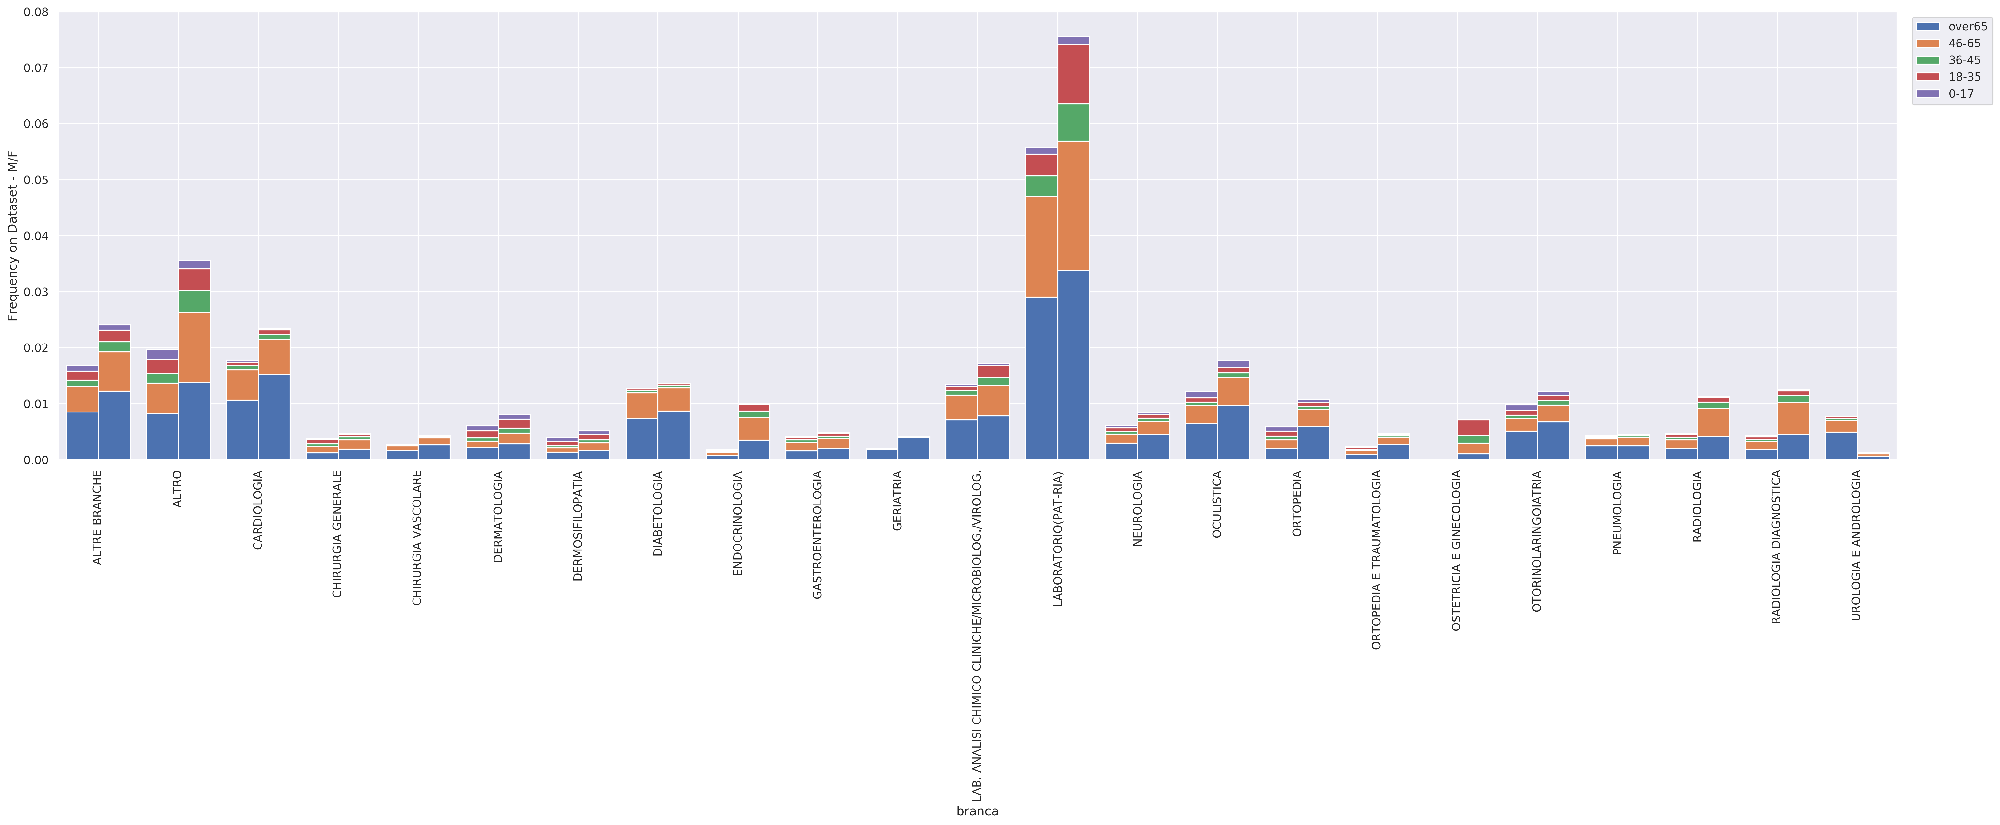 0.08
0.07
0.06
0.05
0.04
0.03
0.02
0.01
0.00
Frequency on Dataset - M/F
over65
46-65
36-45
18-35
0-17
ALTRE BRANCHE
ALTRO
CARDIOLOGIA
CHIRURGIA GENERALE
CHIRURGIA VASCOLARE
DERMATOLOGIA
DERMOSIFILOPATIA
DIABETOLOGIA
ENDOCRINOLOGIA
GASTROENTEROLOGIA
GERIATRIA
LAB. ANALISI CHIMICO CLINICHE/MICROBIOLOG./VIROLOG.
LABORATORIO(PAT-RIA)
NEUROLOGIA
OCULISTICA
ORTOPEDIA
ORTOPEDIA E TRAUMATOLOGIA
OSTETRICIA E GINECOLOGIA
OTORINOLARINGOIATRIA
PNEUMOLOGIA
RADIOLOGIA
RADIOLOGIA DIAGNOSTICA
UROLOGIA E ANDROLOGIA
branca